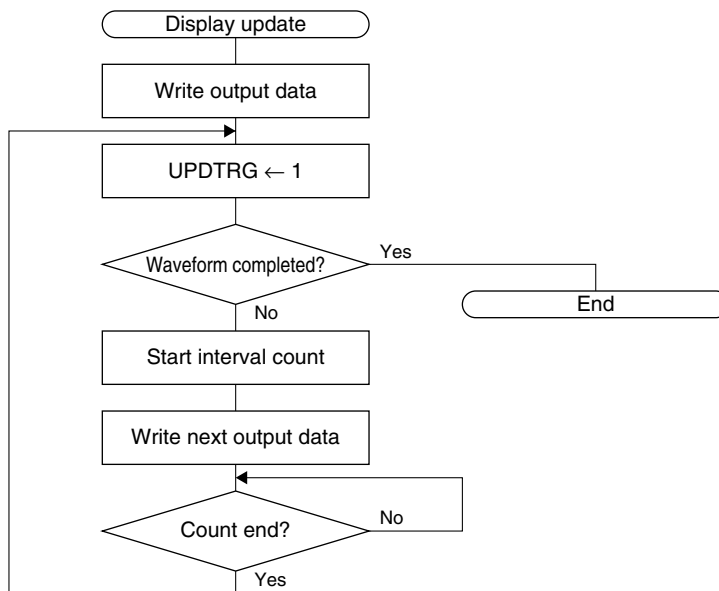 Display update
Write output data
UPDTRG ← 1
Waveform completed?
Yes
End
No
Start interval count
Write next output data
Count end?
No
Yes